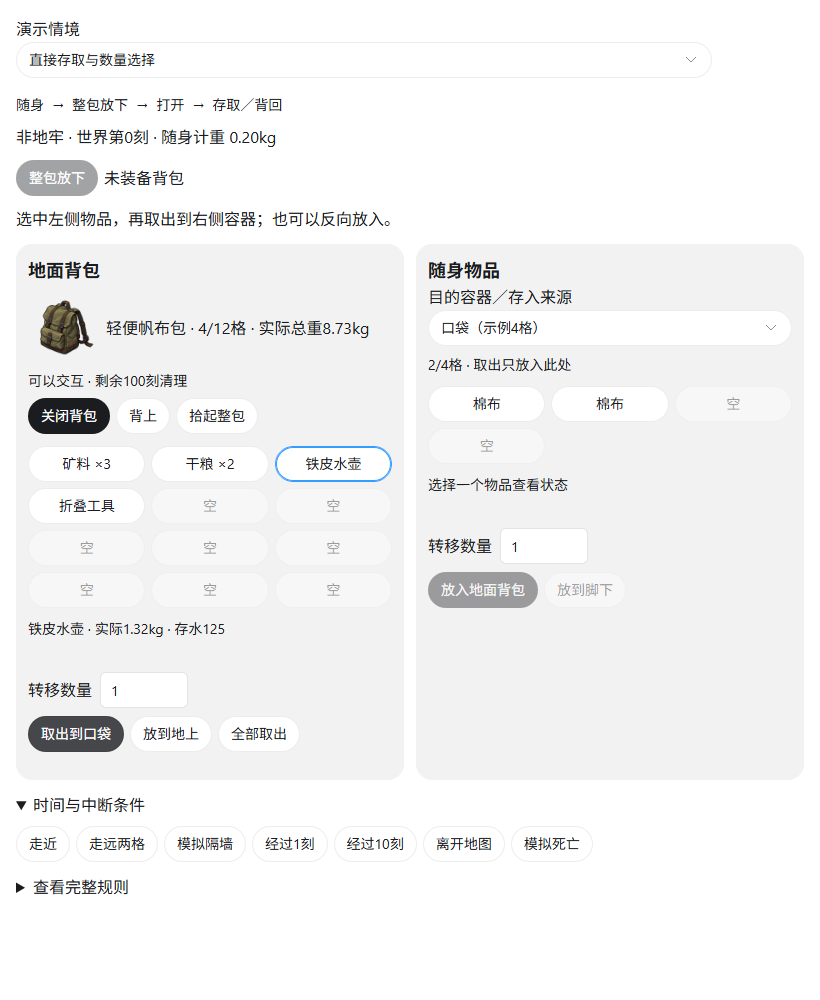 演示情境
直接存取与数量选择
随身 → 整包放下 → 打开 → 存取／背回
非地牢 · 世界第0刻 · 随身计重 0.20kg
整包放下 未装备背包
选中左侧物品，再取出到右侧容器；也可以反向放入。
地面背包
轻便帆布包 · 4/12格 · 实际总重8.73kg
可以交互 · 剩余100刻清理
关闭背包 背上 拾起整包
矿料 ×3 干粮 ×2 铁皮水壶
折叠工具 空 空
空 空 空
空 空 空
铁皮水壶 · 实际1.32kg · 存水125
转移数量 1
取出到口袋 放到地上 全部取出
随身物品
目的容器／存入来源
口袋（示例4格）
2/4格 · 取出只放入此处
棉布 棉布 空
空
选择一个物品查看状态
转移数量 1
放入地面背包 放到脚下
▼ 时间与中断条件
走近 走远两格 模拟隔墙 经过1刻 经过10刻 离开地图 模拟死亡
▶ 查看完整规则